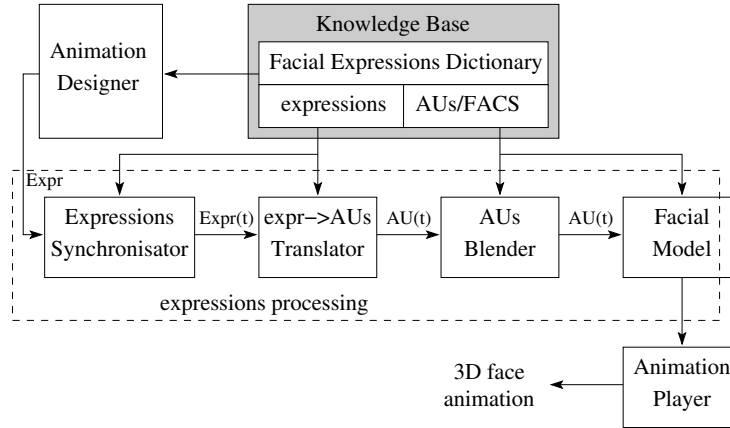 Knowledge Base
Animation
Designer
Facial Expressions Dictionary
expressions
AUs/FACS
Expr
Expressions
Synchronisator
Expr(t)
expr−>AUs
Translator
AU(t)
AUs
Blender
AU(t)
Facial
Model
expressions processing
3D face
animation
Animation
Player